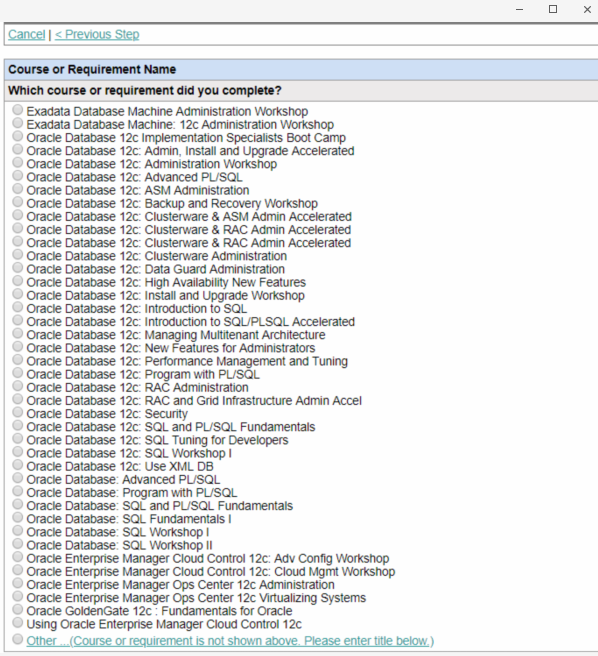 Cancel | < Previous Step
Course or Requirement Name
Which course or requirement did you complete?
Exadata Database Machine Administration Workshop
Exadata Database Machine: 12c Administration Workshop
Oracle Database 12c Implementation Specialists Boot Camp
Oracle Database 12c: Admin, Install and Upgrade Accelerated
Oracle Database 12c: Administration Workshop
Oracle Database 12c: Advanced PL/SQL
Oracle Database 12c: ASM Administration
Oracle Database 12c: Backup and Recovery Workshop
Oracle Database 12c: Clusterware & ASM Admin Accelerated
Oracle Database 12c: Clusterware & RAC Admin Accelerated
Oracle Database 12c: Clusterware & RAC Admin Accelerated
Oracle Database 12c: Clusterware Administration
Oracle Database 12c: Data Guard Administration
Oracle Database 12c: High Availability New Features
Oracle Database 12c: Install and Upgrade Workshop
Oracle Database 12c: Introduction to SQL
Oracle Database 12c: Introduction to SQL/PLSQL Accelerated
Oracle Database 12c: Managing Multitenant Architecture
Oracle Database 12c: New Features for Administrators
Oracle Database 12c: Performance Management and Tuning
Oracle Database 12c: Program with PL/SQL
Oracle Database 12c: RAC Administration
Oracle Database 12c: RAC and Grid Infrastructure Admin Accel
Oracle Database 12c: Security
Oracle Database 12c: SQL and PL/SQL Fundamentals
Oracle Database 12c: SQL Tuning for Developers
Oracle Database 12c: SQL Workshop I
Oracle Database 12c: Use XML DB
Oracle Database: Advanced PL/SQL
Oracle Database: Program with PL/SQL
Oracle Database: SQL and PL/SQL Fundamentals
Oracle Database: SQL Fundamentals I
Oracle Database: SQL Workshop I
Oracle Database: SQL Workshop II
Oracle Enterprise Manager Cloud Control 12c: Adv Config Workshop
Oracle Enterprise Manager Cloud Control 12c: Cloud Mgmt Workshop
Oracle Enterprise Manager Ops Center 12c Administration
Oracle Enterprise Manager Ops Center 12c Virtualizing Systems
Oracle GoldenGate 12c : Fundamentals for Oracle
Using Oracle Enterprise Manager Cloud Control 12c
Other ...(Course or requirement is not shown above. Please enter title below.)